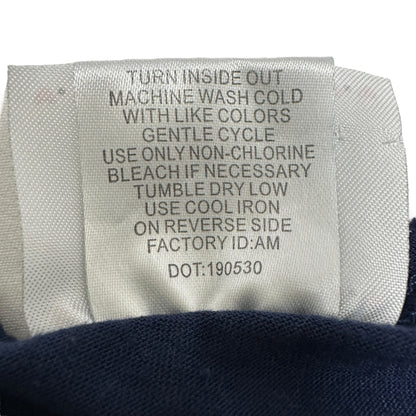 TURN INSIDE OUT
MACHINE WASH COLD
WITH LIKE COLORS
GENTLE CYCLE
USE ONLY NON-CHLORINE
BLEACH IF NECESSARY
TUMBLE DRY LOW
USE COOL IRON
ON REVERSE SIDE
FACTORY ID:AM
DOT:190530